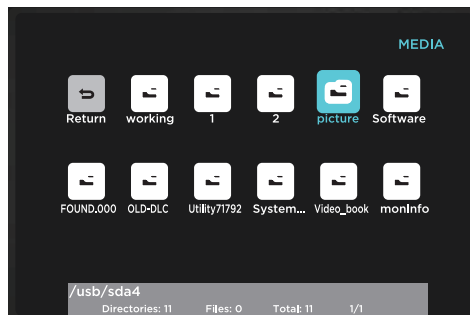 MEDIA
Return working 1 2 picture Software
FOUND.000 OLD-DLC Utility71792 System... Video_book monInfo
/usb/sda4
Directories: 11 Files: 0 Total: 11 1/1